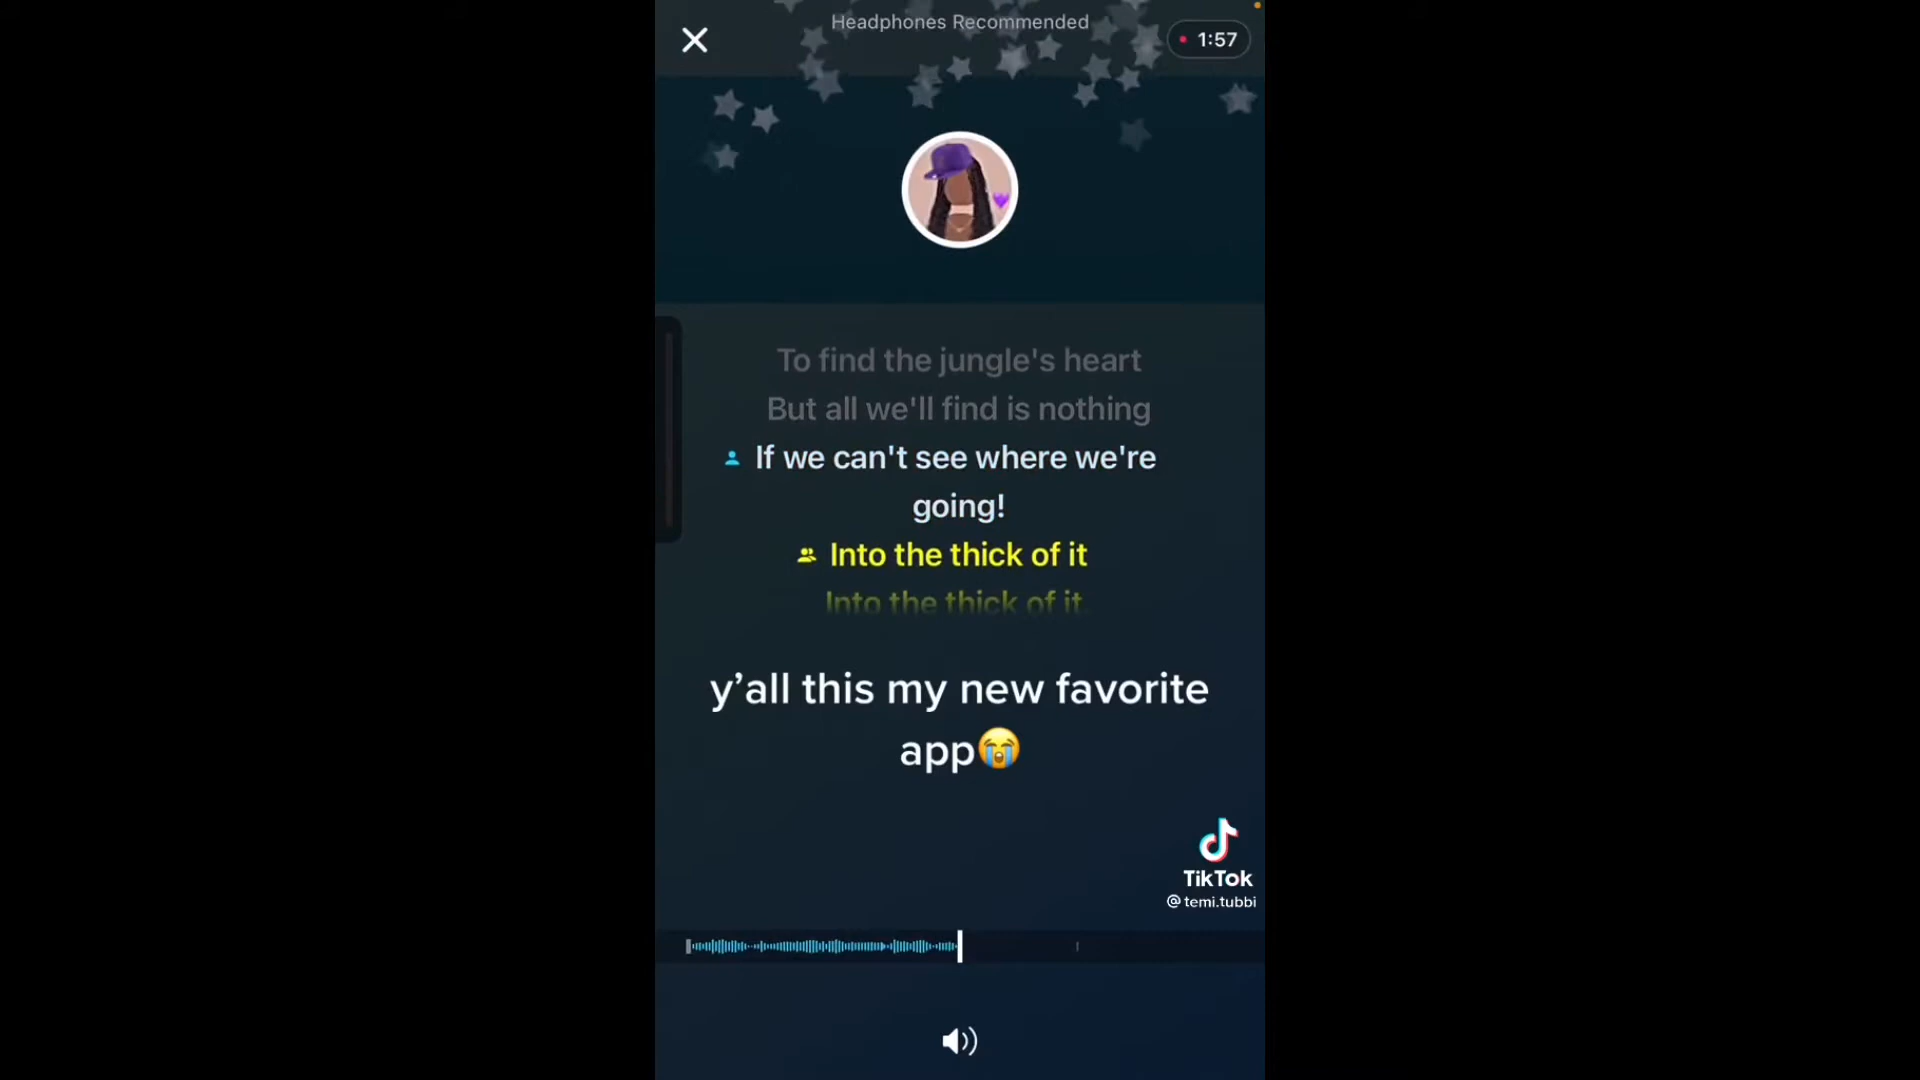 Headphones Recommended
1:57
To find the jungle's heart
But all we'll find is nothing
If we can't see where we're
going!
Into the thick of it
Into the thick of it.
y’all this my new favorite
app😭
TikTok
@temi.tubbi